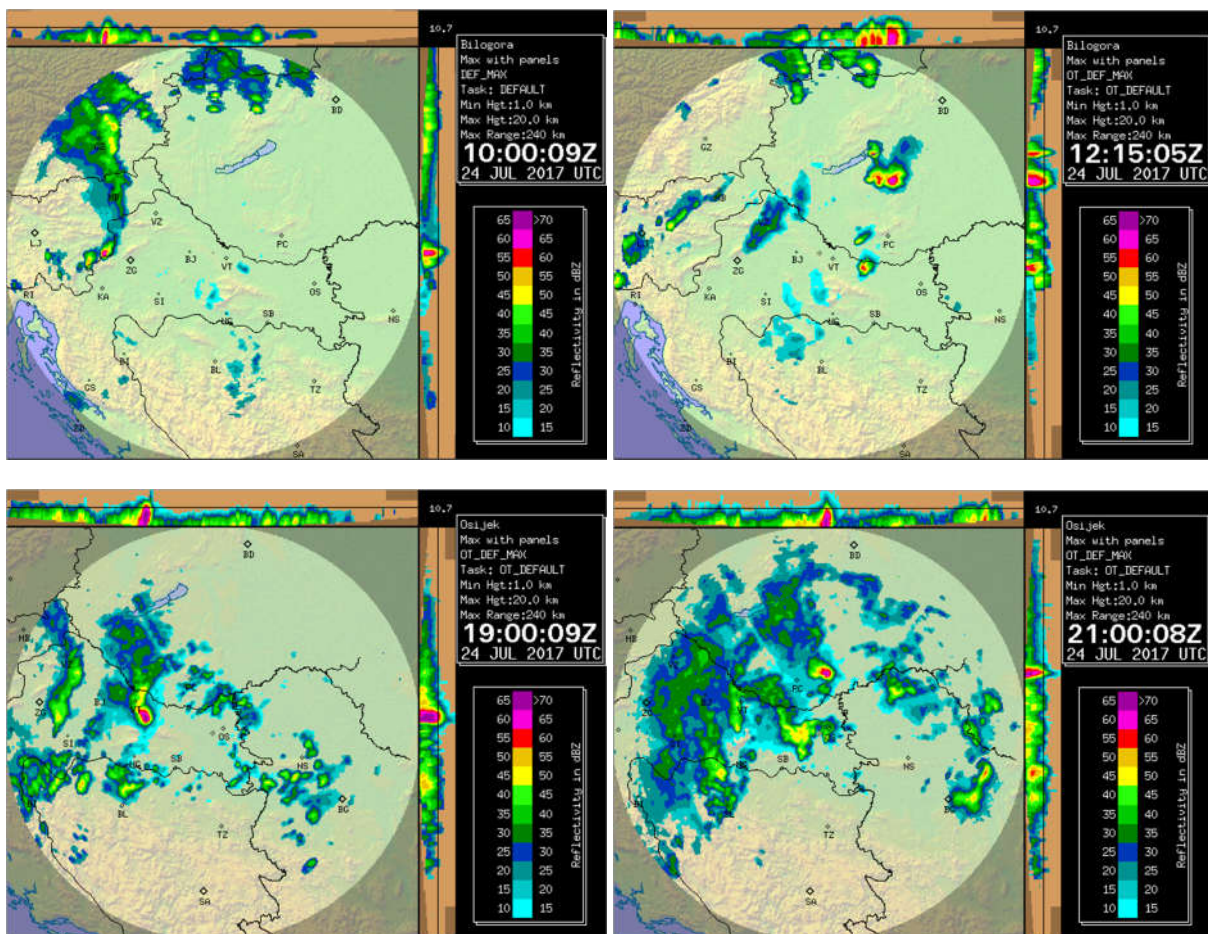 10.7
Bilogora
Max with panels
DEF_MAX
Task: DEFAULT
Min Hgt:1.0 km
Max Hgt:20.0 km
Max Range:240 km
10:00:09Z
24 JUL 2017 UTC
65 >70
60 65
55 60
50 55
45 50
40 45
35 40
30 35
25 30
20 25
15 20
10 15
Reflectivity in dBZ
BD
LJ
VZ
PC
ZG
BJ
VT
RI
KA
SI
OS
SB
NS
BI
BL
GS
TZ
ZD
SA
10.7
Bilogora
Max with panels
OT_DEF_MAX
Task: OT_DEFAULT
Min Hgt:1.0 km
Max Hgt:20.0 km
Max Range:240 km
12:15:05Z
24 JUL 2017 UTC
65 >70
60 65
55 60
50 55
45 50
40 45
35 40
30 35
25 30
20 25
15 20
10 15
Reflectivity in dBZ
BD
GZ
MB
PC
ZG
BJ
VT
RI
KA
SI
OS
SB
NS
BI
BL
GS
TZ
ZD
SA
10.7
Osijek
Max with panels
OT_DEF_MAX
Task: OT_DEFAULT
Min Hgt:1.0 km
Max Hgt:20.0 km
Max Range:240 km
19:00:09Z
24 JUL 2017 UTC
65 >70
60 65
55 60
50 55
45 50
40 45
35 40
30 35
25 30
20 25
15 20
10 15
Reflectivity in dBZ
BD
MB
ZG
BJ
SI
OS
SB
NS
BL
BG
TZ
SA
10.7
Osijek
Max with panels
OT_DEF_MAX
Task: OT_DEFAULT
Min Hgt:1.0 km
Max Hgt:20.0 km
Max Range:240 km
21:00:08Z
24 JUL 2017 UTC
65 >70
60 65
55 60
50 55
45 50
40 45
35 40
30 35
25 30
20 25
15 20
10 15
Reflectivity in dBZ
BD
MB
PC
ZG
BJ
VT
SB
NS
BI
BG
TZ
SA